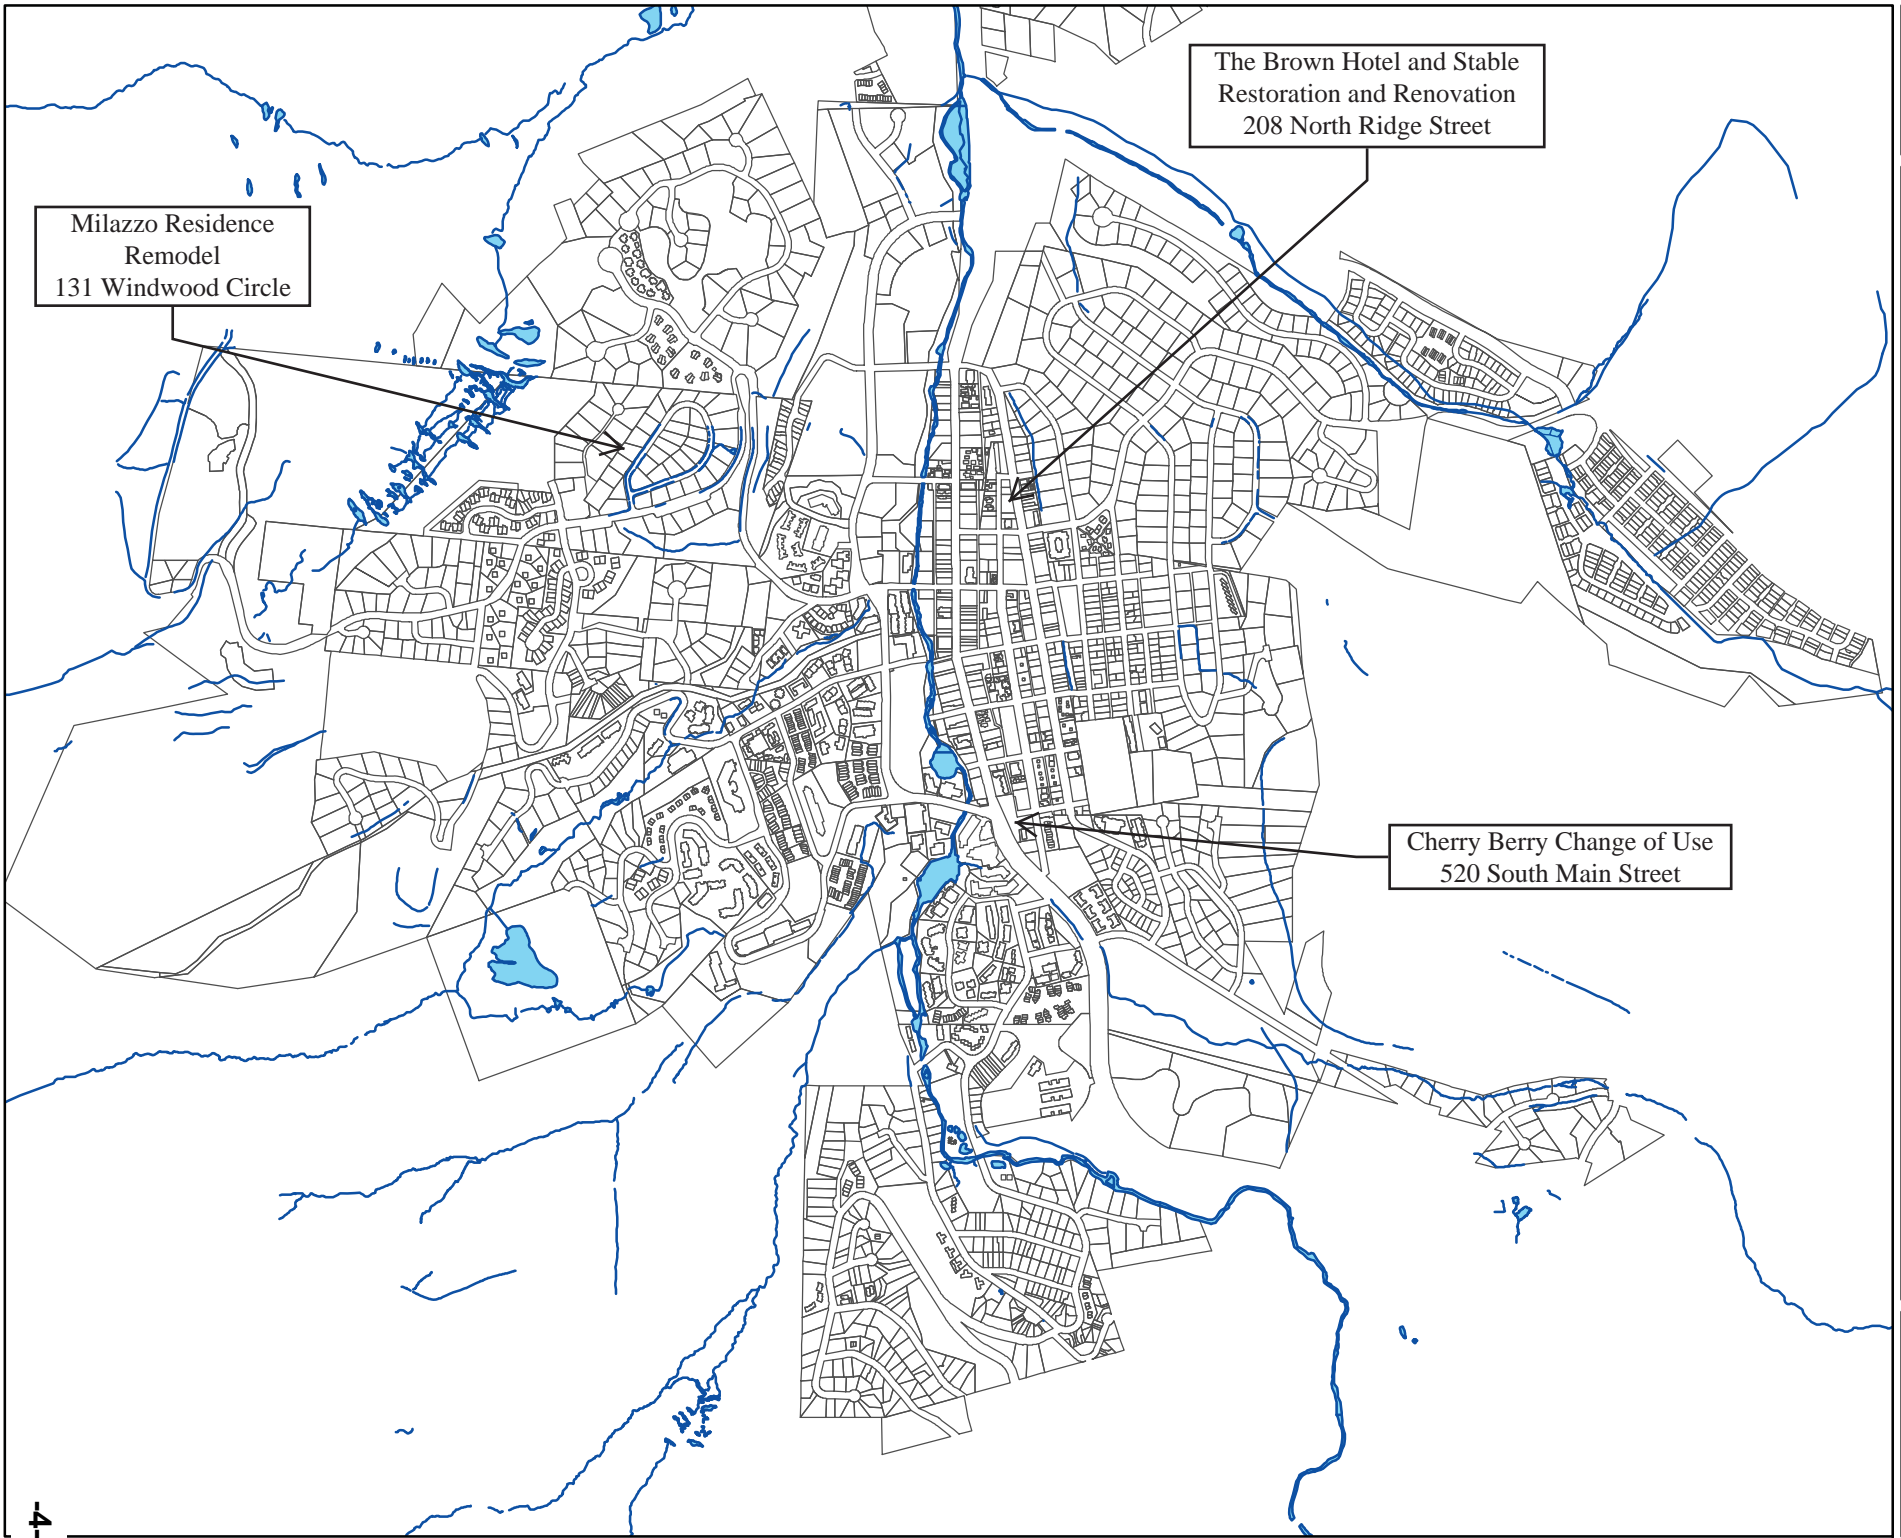 The Brown Hotel and Stable
Restoration and Renovation
208 North Ridge Street
Milazzo Residence
Remodel
131 Windwood Circle
Cherry Berry Change of Use
520 South Main Street
-4-